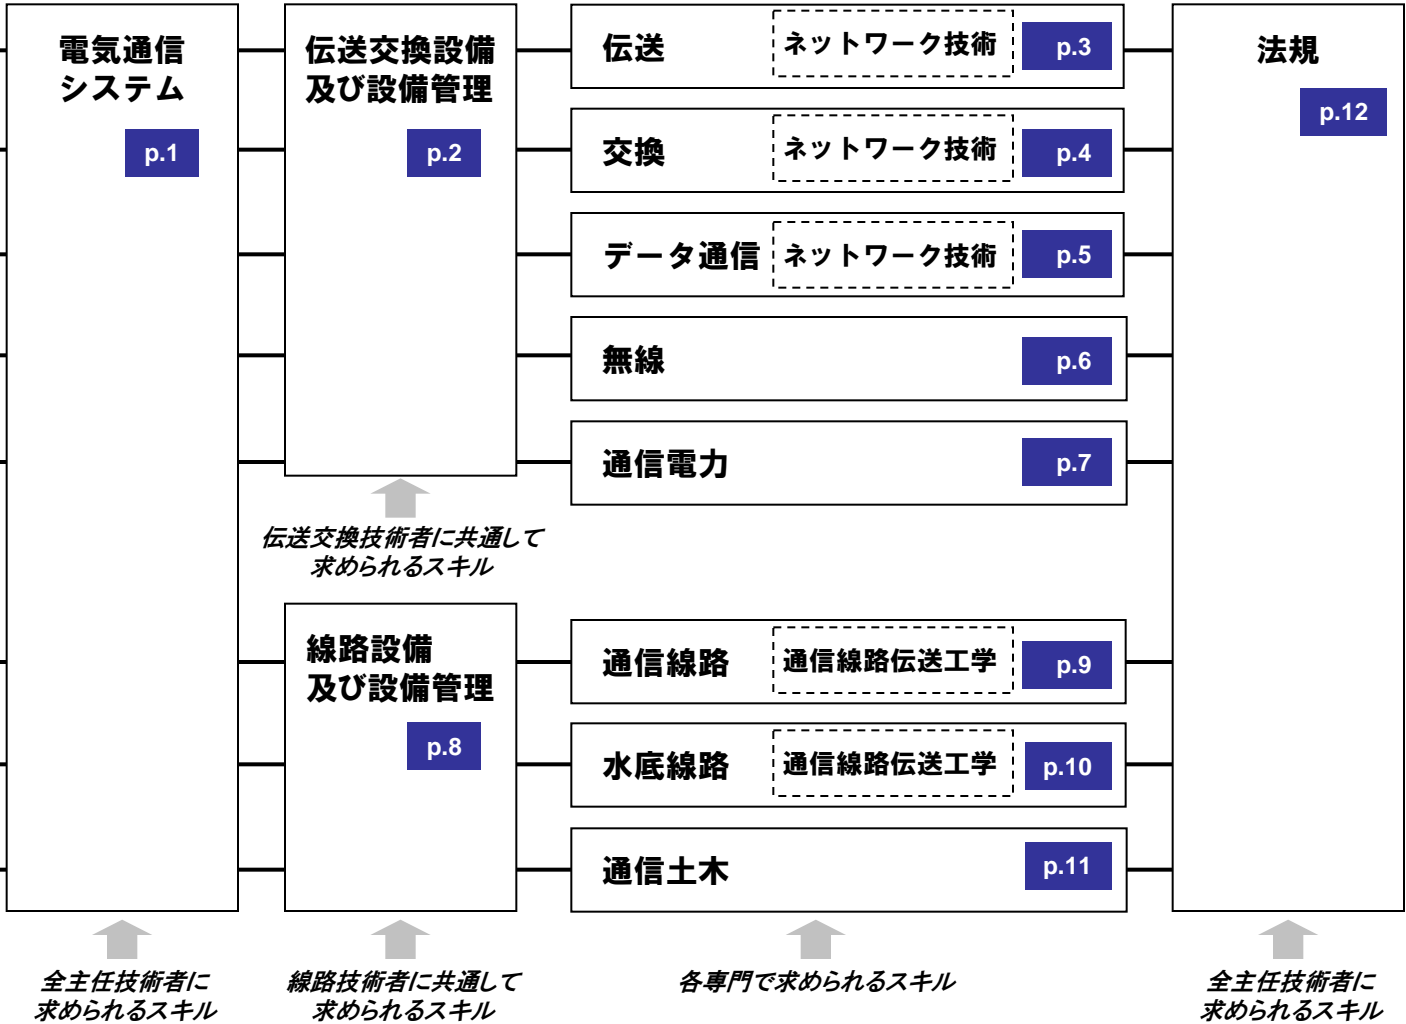 電気通信
システム
p.1
伝送交換設備
及び設備管理
p.2
伝送交換技術者に共通して
求められるスキル
線路設備
及び設備管理
p.8
伝送
ネットワーク技術
p.3
交換
ネットワーク技術
p.4
データ通信
ネットワーク技術
p.5
無線
p.6
通信電力
p.7
通信線路
通信線路伝送工学
p.9
水底線路
通信線路伝送工学
p.10
通信土木
p.11
法規
p.12
全主任技術者に
求められるスキル
線路技術者に共通して
求められるスキル
各専門で求められるスキル
全主任技術者に
求められるスキル